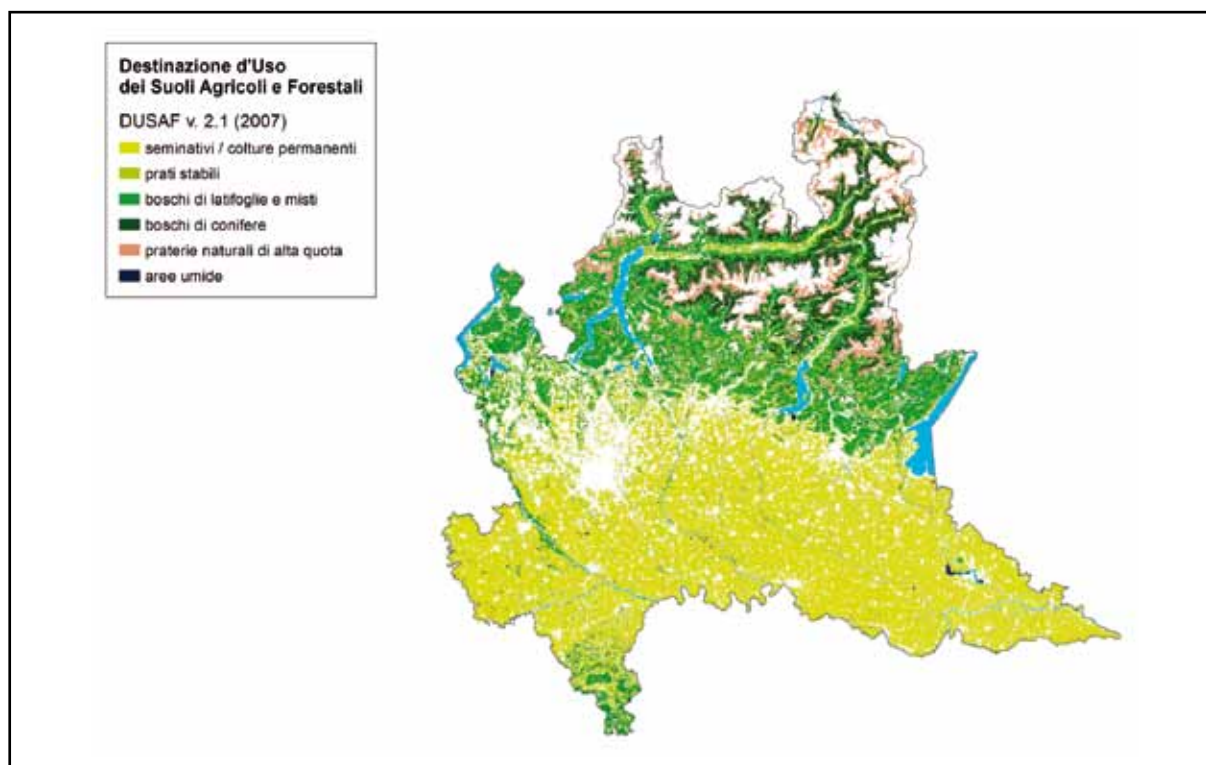 Destinazione d'Uso
dei Suoli Agricoli e Forestali
DUSAF v. 2.1 (2007)
seminativi / colture permanenti
prati stabili
boschi di latifoglie e misti
boschi di conifere
praterie naturali di alta quota
aree umide